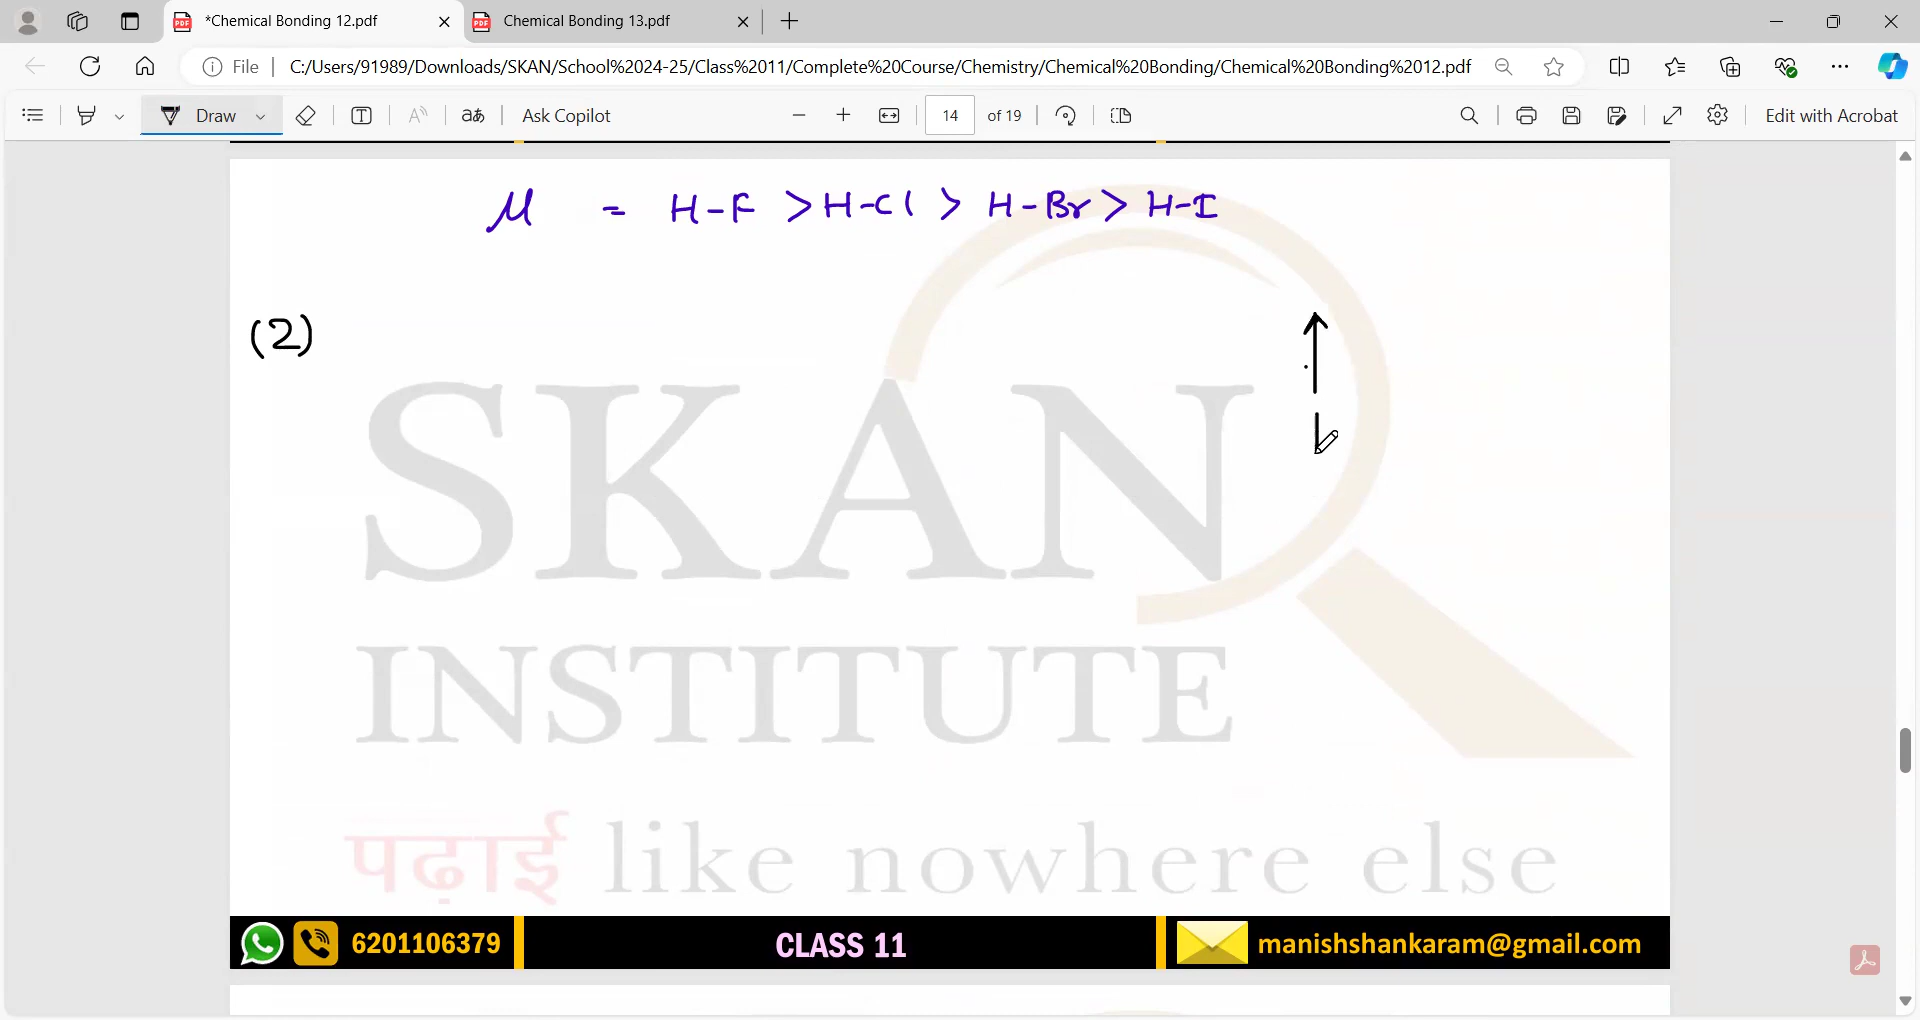 *Chemical Bonding 12.pdf
Chemical Bonding 13.pdf
File
C:/Users/91989/Downloads/SKAN/School%2024-25/Class%2011/Complete%20Course/Chemistry/Chemical%20Bonding/Chemical%20Bonding%2012.pdf
Draw
T
A
aあ
Ask Copilot
14
of 19
Edit with Acrobat
μ = H-F > H-Cl > H-Br > H-I
(2)
SKAN
INSTITUTE
पढ़ाई like nowhere else
6201106379
CLASS 11
manishshankaram@gmail.com